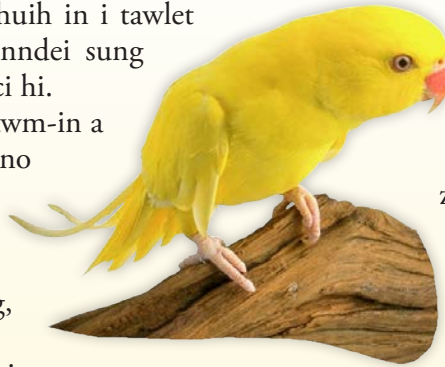 huih in i tawlet
nndei sung
ci hi.
wm-in a
no